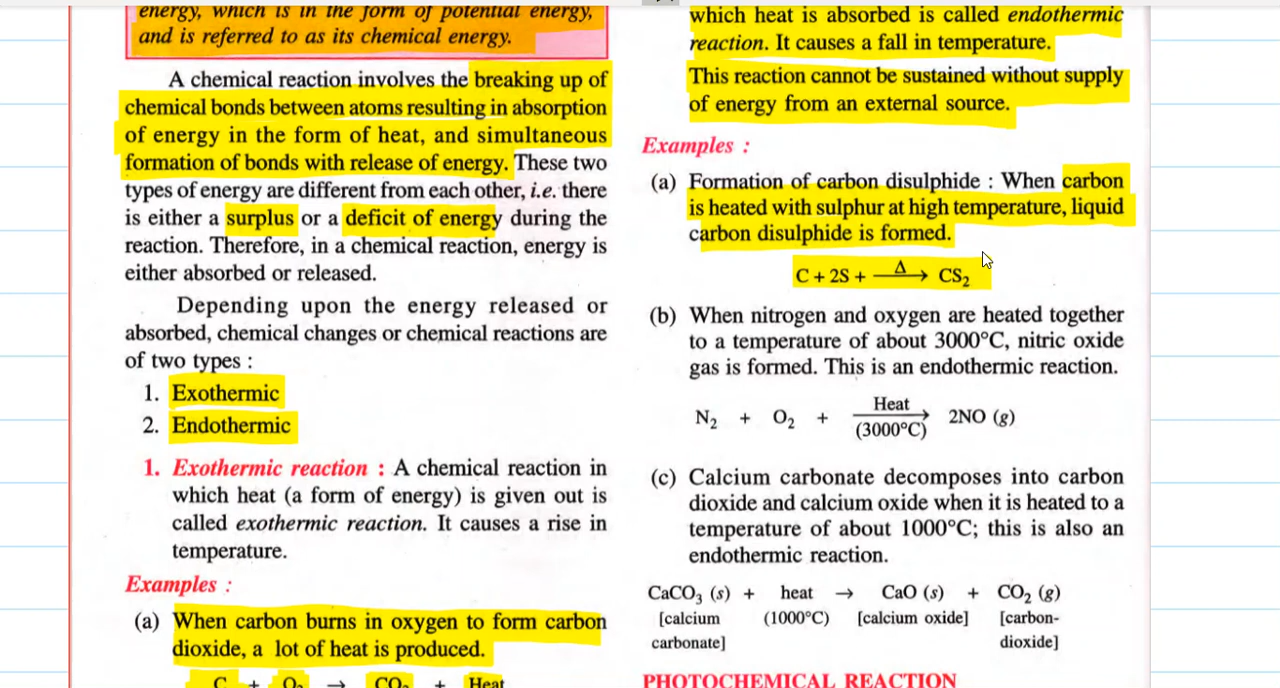 energy, which is in the form of potential energy,
and is referred to as its chemical energy.
A chemical reaction involves the breaking up of
chemical bonds between atoms resulting in absorption
of energy in the form of heat, and simultaneous
formation of bonds with release of energy. These two
types of energy are different from each other, i.e. there
is either a surplus or a deficit of energy during the
reaction. Therefore, in a chemical reaction, energy is
either absorbed or released.
Depending upon the energy released or
absorbed, chemical changes or chemical reactions are
of two types :
1. Exothermic
2. Endothermic
1. Exothermic reaction : A chemical reaction in
which heat (a form of energy) is given out is
called exothermic reaction. It causes a rise in
temperature.
Examples :
(a) When carbon burns in oxygen to form carbon
dioxide, a lot of heat is produced.
C + O₂ → CO₂ + Heat
which heat is absorbed is called endothermic
reaction. It causes a fall in temperature.
This reaction cannot be sustained without supply
of energy from an external source.
Examples :
(a) Formation of carbon disulphide : When carbon
is heated with sulphur at high temperature, liquid
carbon disulphide is formed.
C + 2S + Δ→ CS₂
(b) When nitrogen and oxygen are heated together
to a temperature of about 3000°C, nitric oxide
gas is formed. This is an endothermic reaction.
Heat
N₂ + O₂ + → 2NO (g)
(3000°C)
(c) Calcium carbonate decomposes into carbon
dioxide and calcium oxide when it is heated to a
temperature of about 1000°C; this is also an
endothermic reaction.
CaCO₃ (s) + heat → CaO (s) + CO₂ (g)
[calcium (1000°C) [calcium oxide] [carbon-
carbonate] dioxide]
PHOTOCHEMICAL REACTION